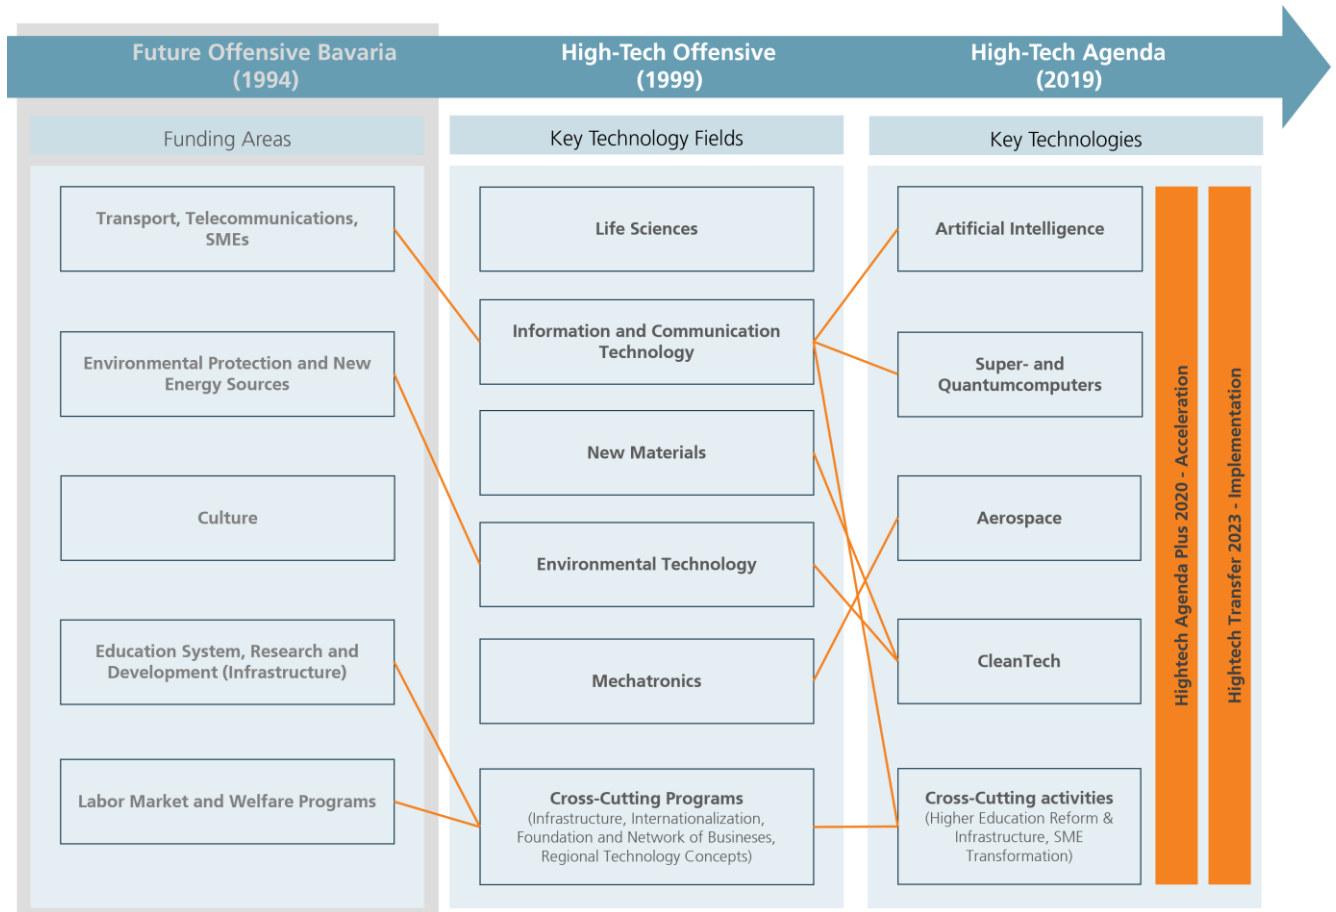 Future Offensive Bavaria
(1994)
High-Tech Offensive
(1999)
High-Tech Agenda
(2019)
Funding Areas
Transport, Telecommunications,
SMEs
Environmental Protection and New
Energy Sources
Culture
Education System, Research and
Development (Infrastructure)
Labor Market and Welfare Programs
Key Technology Fields
Life Sciences
Information and Communication
Technology
New Materials
Environmental Technology
Mechatronics
Cross-Cutting Programs
(Infrastructure, Internationalization,
Foundation and Network of Busineses,
Regional Technology Concepts)
Key Technologies
Artificial Intelligence
Super- and
Quantumcomputers
Aerospace
CleanTech
Cross-Cutting activities
(Higher Education Reform &
Infrastructure, SME
Transformation)
Hightech Agenda Plus 2020 - Acceleration
Hightech Transfer 2023 - Implementation